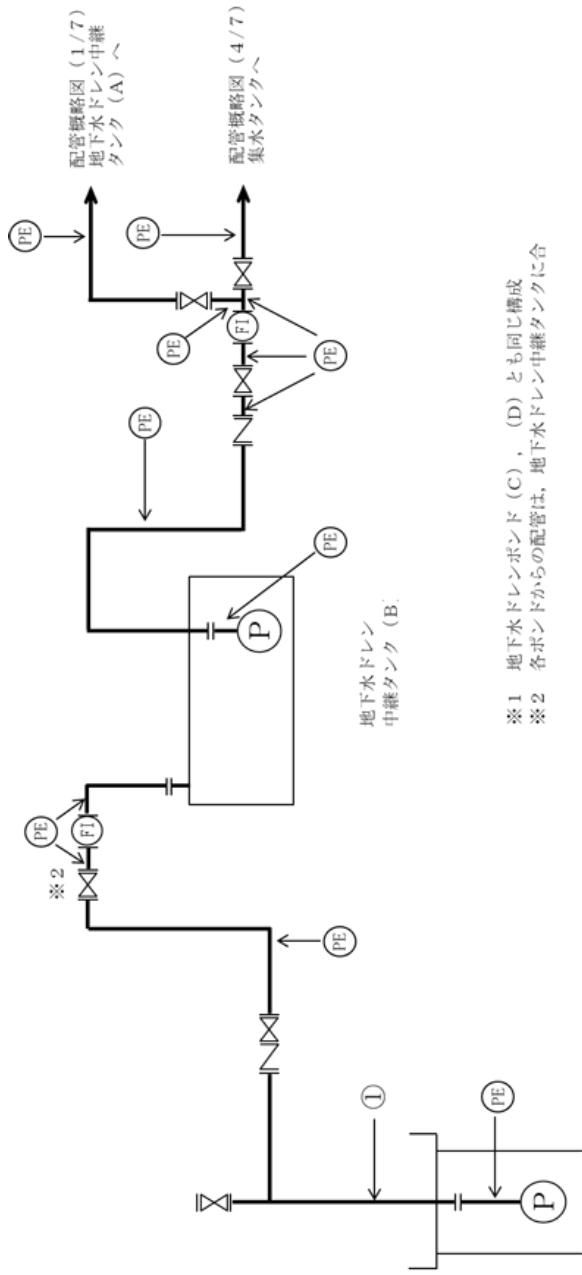 配管概略図（1/7）
地下水ドレン中継
タンク（A）へ
配管概略図（4/7）
集水タンクへ
PE
PE
PE
FI
PE
PE
PE
P
地下水ドレン
中継タンク（B
PE
FI
※2
PE
①
PE
P
※1 地下水ドレンポンド（C），（D）とも同じ構成
※2 各ポンドからの配管は，地下水ドレン中継タンクに合